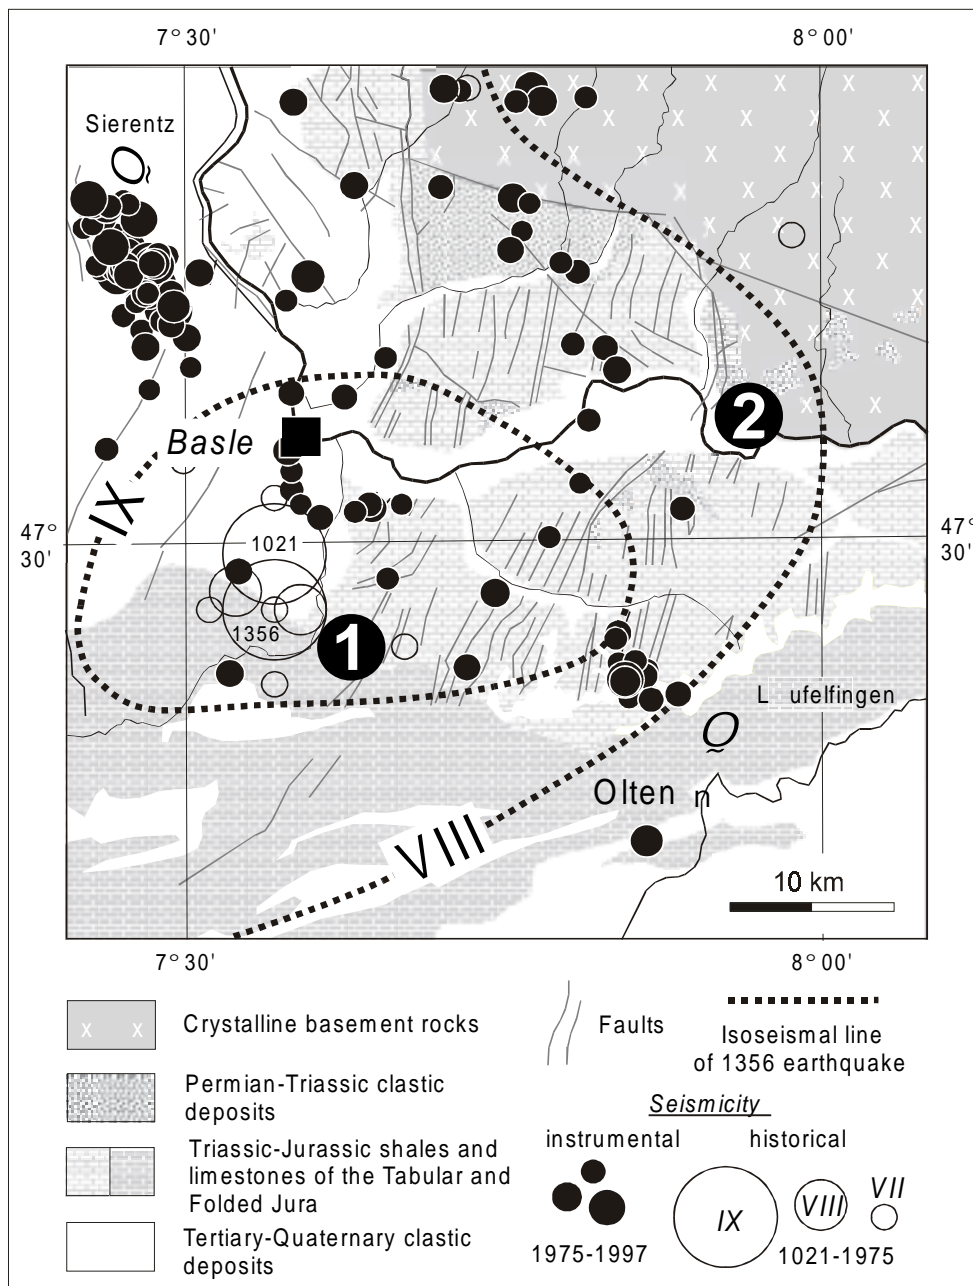 7° 30'
8° 00'
Sierentz
Q
Basle
2
IX
47°
30'
47°
30'
1021
1356
1
L ufelfingen
Q
Olten n
VIII
10 km
7° 30'
8° 00'
X X
Crystalline basement rocks
Faults
Isoseismal line
of 1356 earthquake
Permian-Triassic clastic
deposits
Seismicity
instrumental
historical
Triassic-Jurassic shales and
limestones of the Tabular and
Folded Jura
IX
VIII
VII
1975-1997
1021-1975
Tertiary-Quaternary clastic
deposits